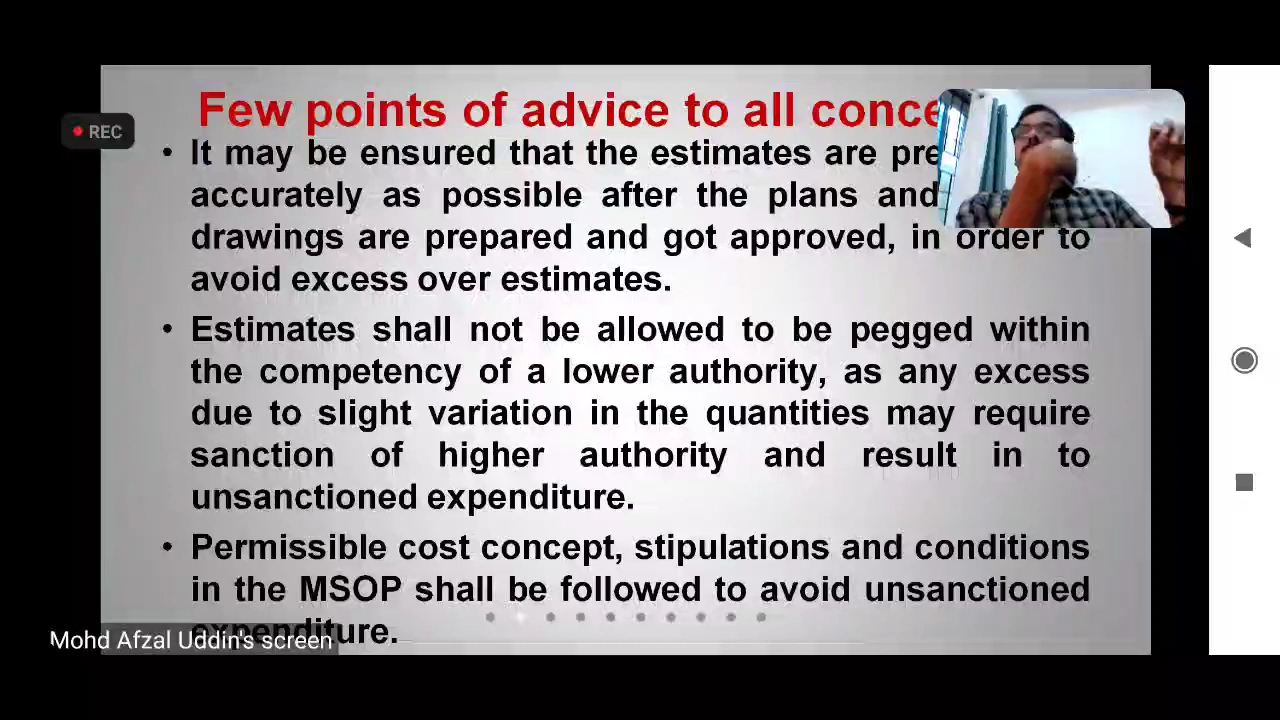 Few points of advice to all
REC
• It may be ensured that the estimates are
accurately as possible after the plans and
drawings are prepared and got approved, in order to
avoid excess over estimates.
• Estimates shall not be allowed to be pegged within
the competency of a lower authority, as any excess
due to slight variation in the quantities may require
sanction of higher authority and result in to
unsanctioned expenditure.
• Permissible cost concept, stipulations and conditions
in the MSOP shall be followed to avoid unsanctioned
expenditure.
Mohd Afzal Uddin's screen